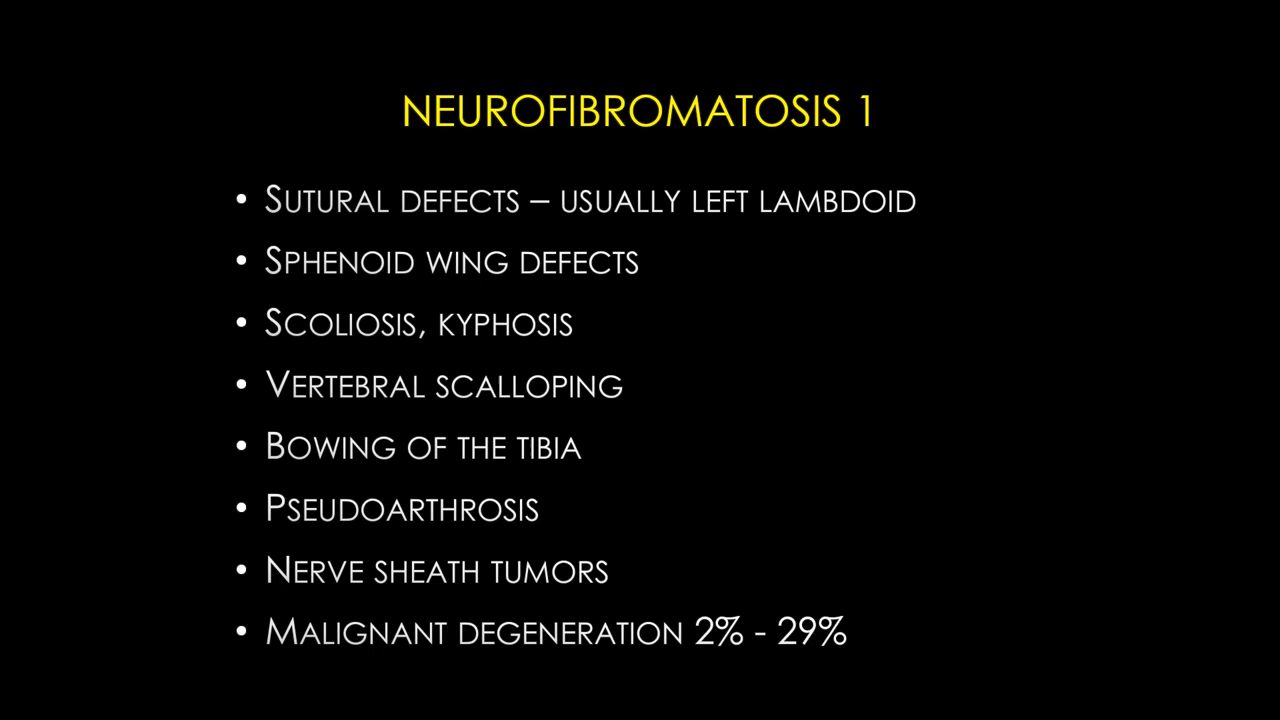 NEUROFIBROMATOSIS 1
• SUTURAL DEFECTS – USUALLY LEFT LAMBDOID
• SPHENOID WING DEFECTS
• SCOLIOSIS, KYPHOSIS
• VERTEBRAL SCALLOPING
• BOWING OF THE TIBIA
• PSEUDOARTHROSIS
• NERVE SHEATH TUMORS
• MALIGNANT DEGENERATION 2% - 29%